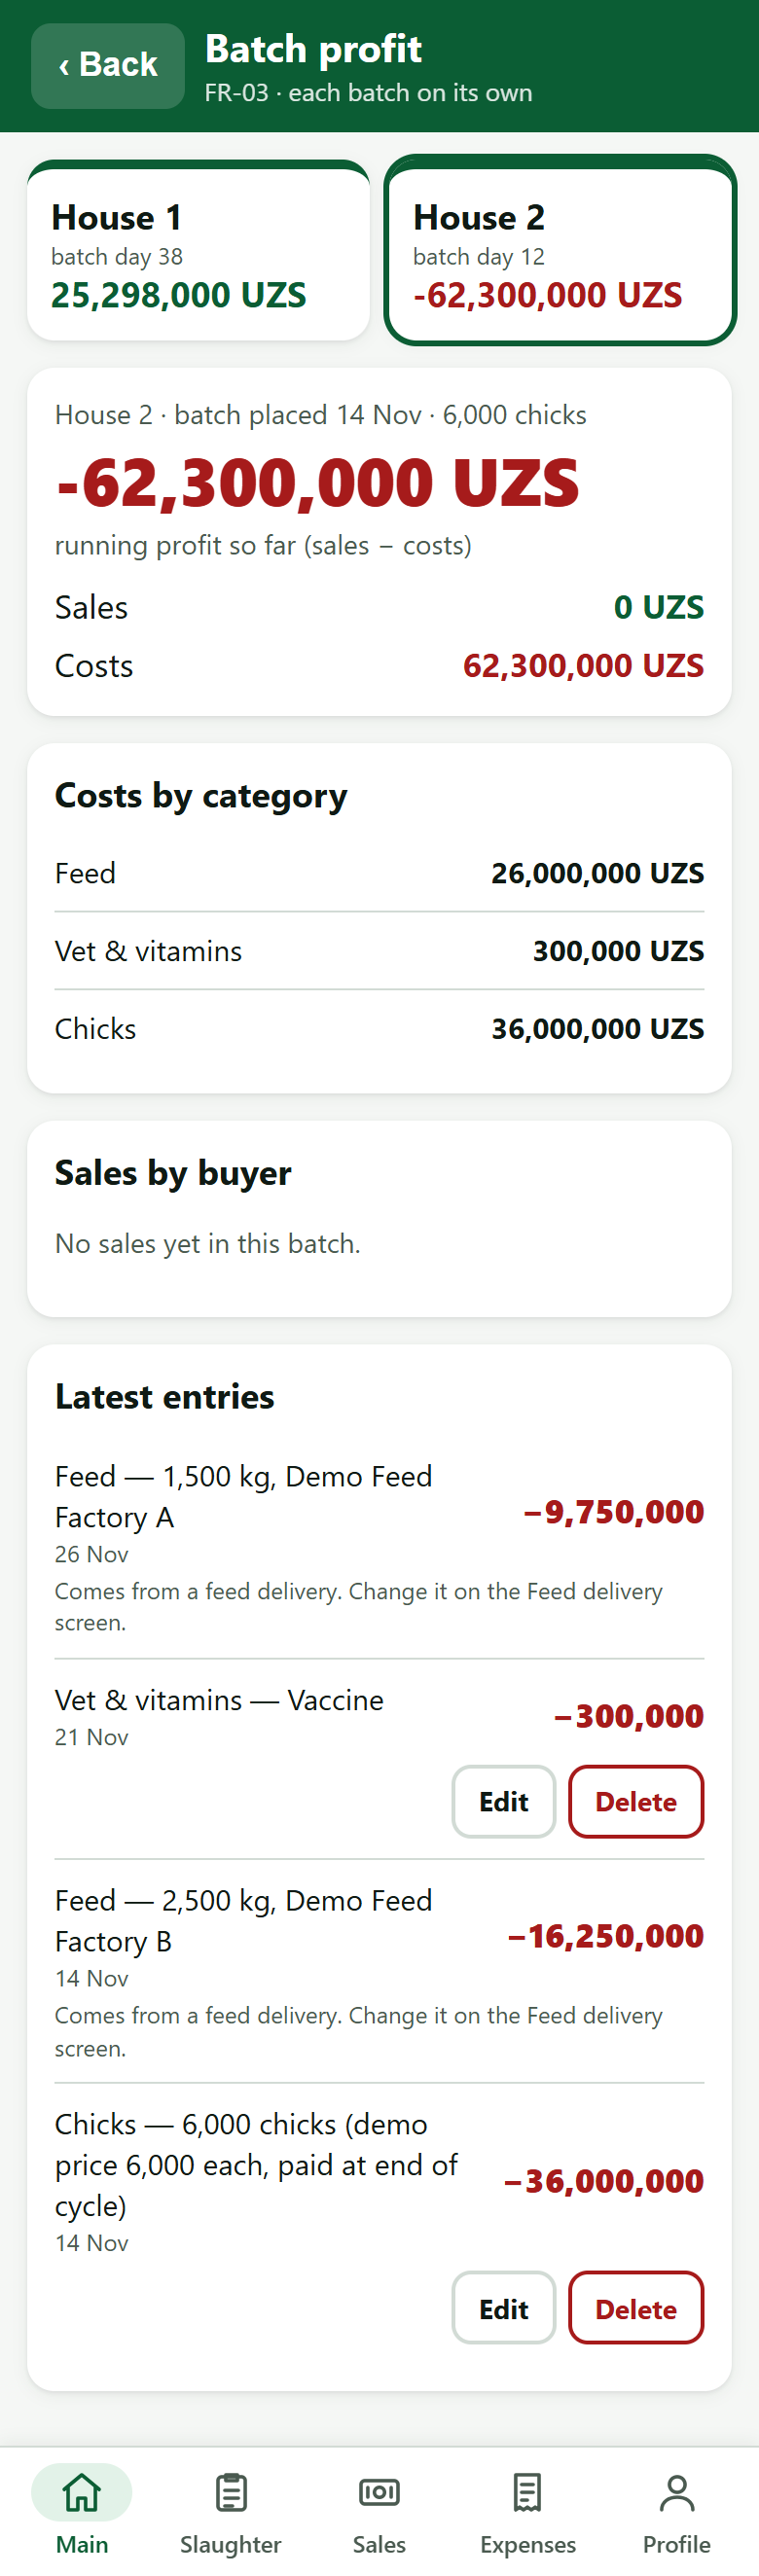 ‹ Back
Batch profit
FR-03 · each batch on its own
House 1
batch day 38
25,298,000 UZS
House 2
batch day 12
-62,300,000 UZS
House 2 · batch placed 14 Nov · 6,000 chicks
-62,300,000 UZS
running profit so far (sales − costs)
Sales 0 UZS
Costs 62,300,000 UZS
Costs by category
Feed 26,000,000 UZS
Vet & vitamins 300,000 UZS
Chicks 36,000,000 UZS
Sales by buyer
No sales yet in this batch.
Latest entries
Feed — 1,500 kg, Demo Feed
Factory A
−9,750,000
26 Nov
Comes from a feed delivery. Change it on the Feed delivery
screen.
Vet & vitamins — Vaccine
−300,000
21 Nov
Edit Delete
Feed — 2,500 kg, Demo Feed
Factory B
−16,250,000
14 Nov
Comes from a feed delivery. Change it on the Feed delivery
screen.
Chicks — 6,000 chicks (demo
price 6,000 each, paid at end of
cycle)
−36,000,000
14 Nov
Edit Delete
Main Slaughter Sales Expenses Profile